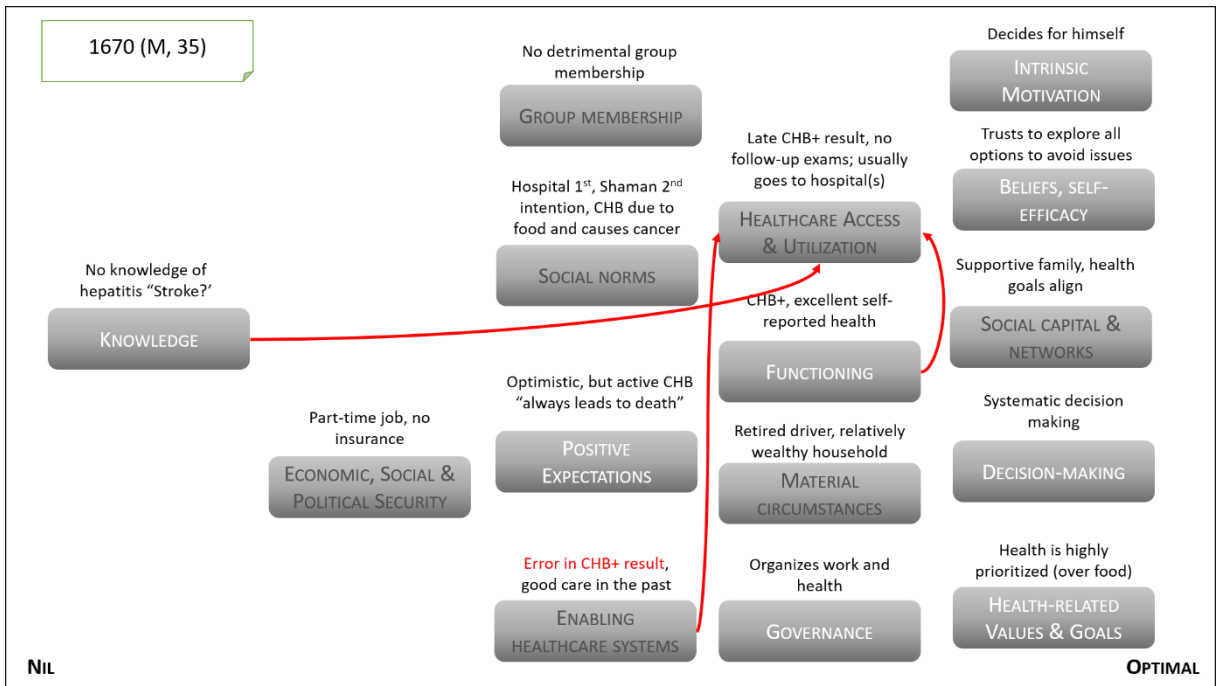 1670 (M, 35)
No knowledge of
hepatitis “Stroke?’
KNOWLEDGE
Part-time job, no
insurance
ECONOMIC, SOCIAL &
POLITICAL SECURITY
No detrimental group
membership
GROUP MEMBERSHIP
Hospital 1st, Shaman 2nd
intention, CHB due to
food and causes cancer
SOCIAL NORMS
Optimistic, but active CHB
“always leads to death”
POSITIVE
EXPECTATIONS
Error in CHB+ result,
good care in the past
ENABLING
HEALTHCARE SYSTEMS
Late CHB+ result, no
follow-up exams; usually
goes to hospital(s)
HEALTHCARE ACCESS
& UTILIZATION
CHB+, excellent self-
reported health
FUNCTIONING
Retired driver, relatively
wealthy household
MATERIAL
CIRCUMSTANCES
Organizes work and
health
GOVERNANCE
Decides for himself
INTRINSIC
MOTIVATION
Trusts to explore all
options to avoid issues
BELIEFS, SELF-
EFFICACY
Supportive family, health
goals align
SOCIAL CAPITAL &
NETWORKS
Systematic decision
making
DECISION-MAKING
Health is highly
prioritized (over food)
HEALTH-RELATED
VALUES & GOALS
NIL
OPTIMAL